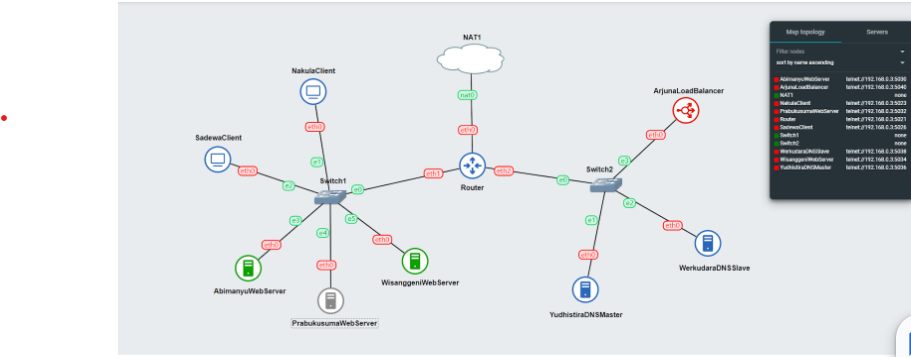 NAT1
nat0
eth0
NakulaClient
eth0
e1
ArjunaLoadBalancer
eth0
e3
SadewaClient
eth0
e2
Switch1
e0
eth1
Router
eth2
e0
Switch2
e3
e4
e5
eth0
eth0
eth0
AbimanyuWebServer
PrabukusumaWebServer
WisanggeniWebServer
e1
e2
eth0
eth0
YudhistiraDNSMaster
WerkudaraDNSSlave
Map topology Servers
Filter nodes
sort by name ascending
AbimanyuWebServer telnet://192.168.0.3:5030
ArjunaLoadBalancer telnet://192.168.0.3:5040
NAT1 none
NakulaClient telnet://192.168.0.3:5023
PrabukusumaWebServer telnet://192.168.0.3:5032
Router telnet://192.168.0.3:5021
SadewaClient telnet://192.168.0.3:5026
Switch1 none
Switch2 none
WerkudaraDNSSlave telnet://192.168.0.3:5038
WisanggeniWebServer telnet://192.168.0.3:5034
YudhistiraDNSMaster telnet://192.168.0.3:5036